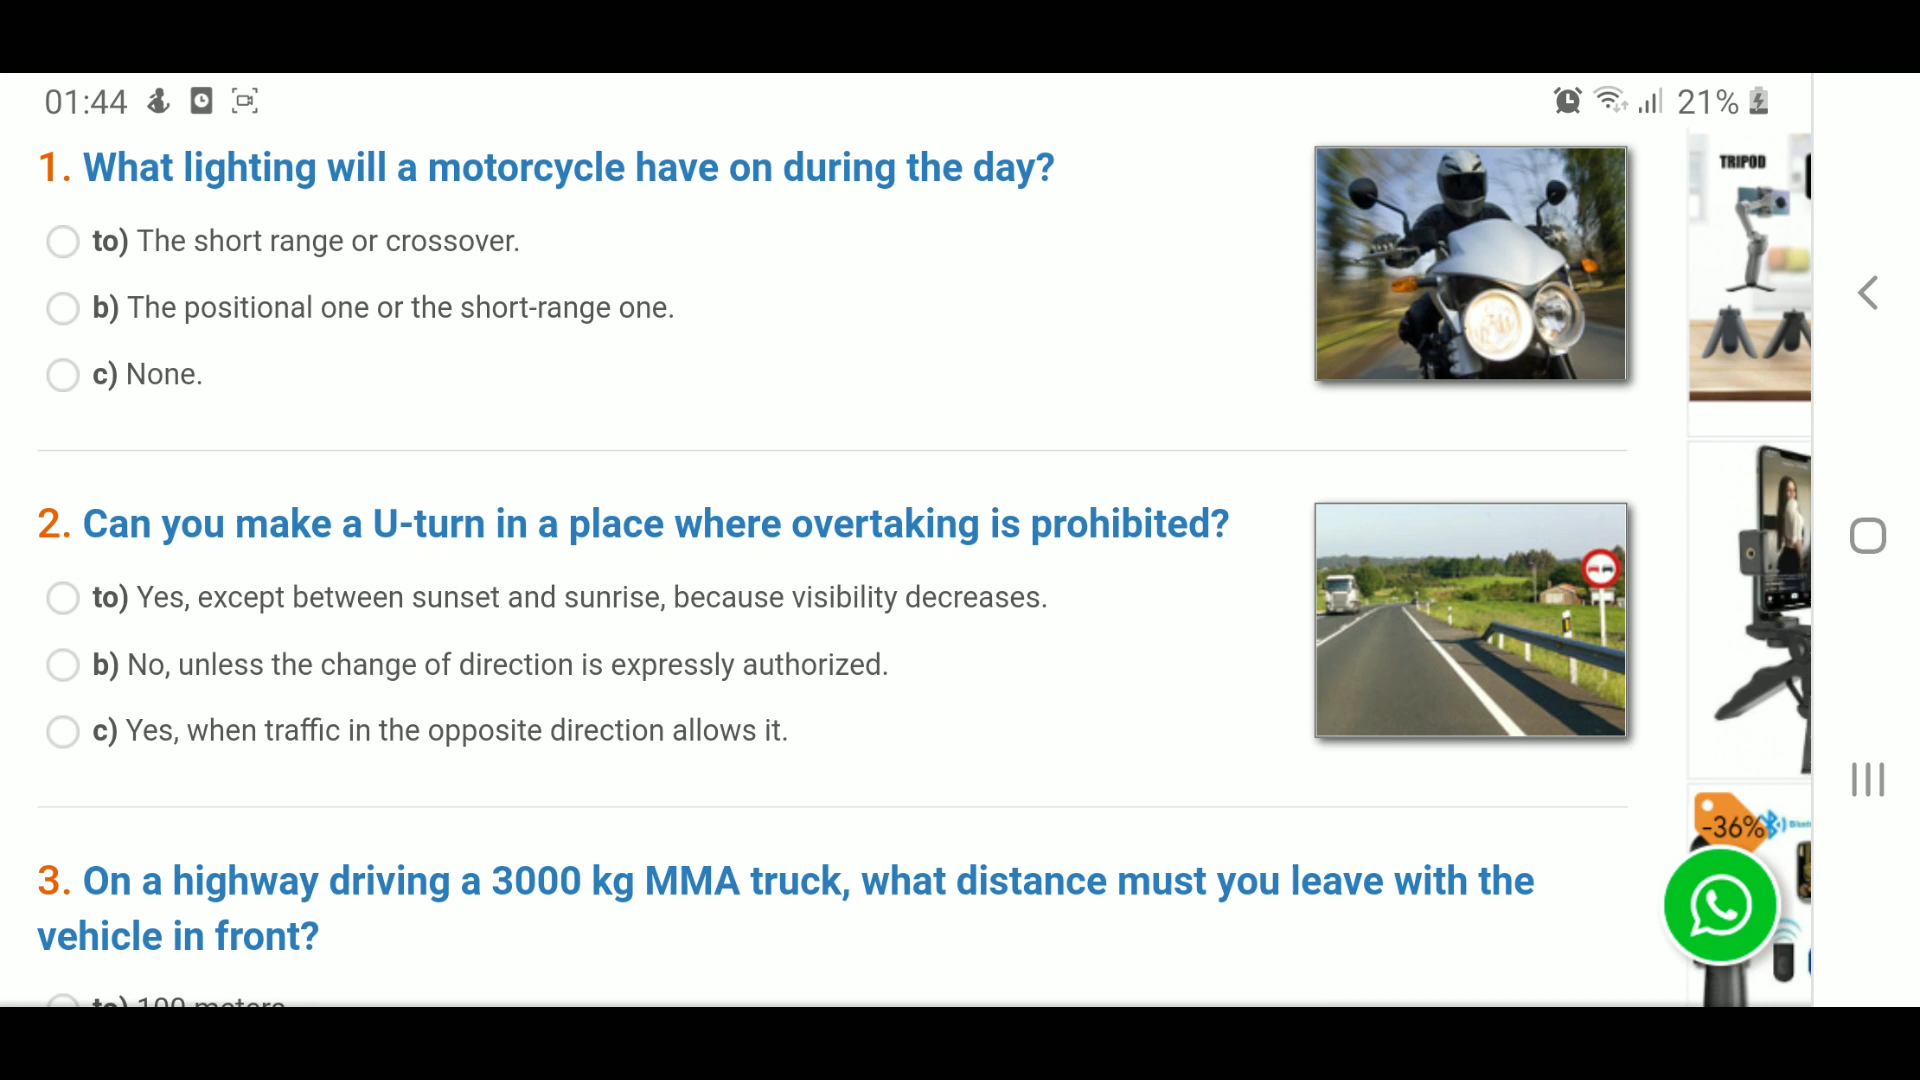 01:44
21%
1. What lighting will a motorcycle have on during the day?
to) The short range or crossover.
b) The positional one or the short-range one.
c) None.
TRIPOD
2. Can you make a U-turn in a place where overtaking is prohibited?
to) Yes, except between sunset and sunrise, because visibility decreases.
b) No, unless the change of direction is expressly authorized.
c) Yes, when traffic in the opposite direction allows it.
-36%
3. On a highway driving a 3000 kg MMA truck, what distance must you leave with the
vehicle in front?
to) 100 meters